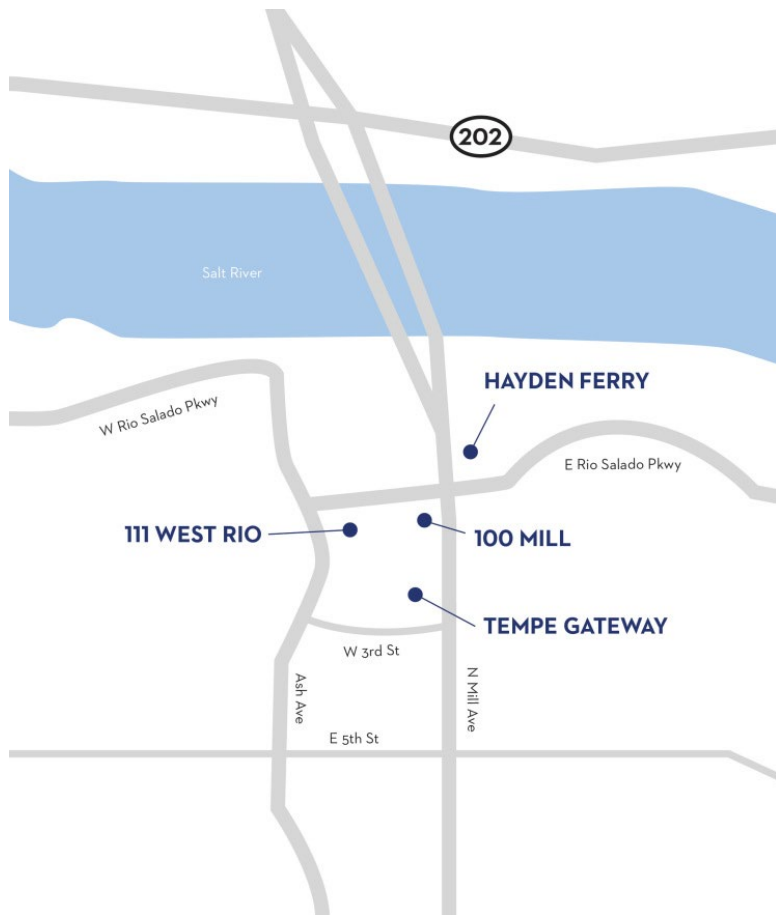 202
Salt River
HAYDEN FERRY
W Rio Salado Pkwy
E Rio Salado Pkwy
111 WEST RIO
100 MILL
TEMPE GATEWAY
W 3rd St
Ash Ave
N Mill Ave
E 5th St